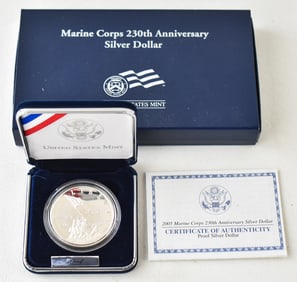 Marine Corps 230th Anniversary
Silver Dollar
UNITED STATES MINT
UNITED STATES MINT
2005 Marine Corps 230th Anniversary Silver Dollar
CERTIFICATE OF AUTHENTICITY
Proof Silver Dollar